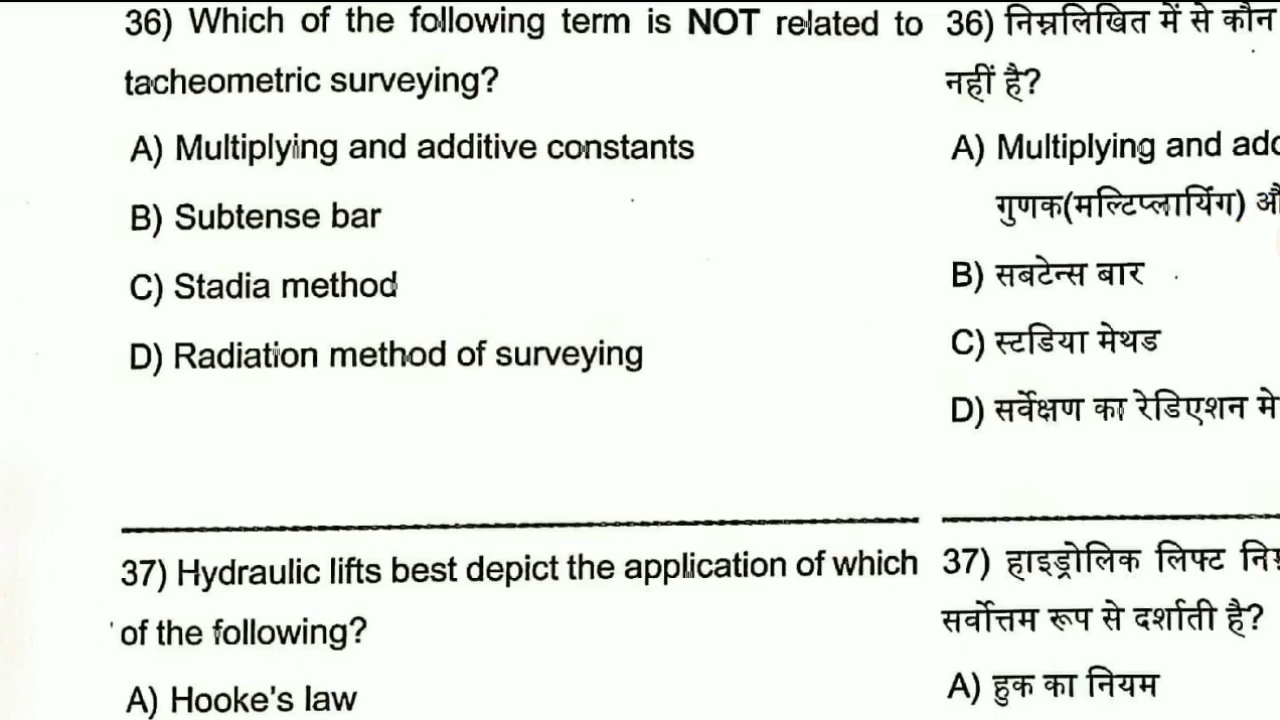 36) Which of the following term is NOT related to
tacheometric surveying?
A) Multiplying and additive constants
B) Subtense bar
C) Stadia method
D) Radiation method of surveying
37) Hydraulic lifts best depict the application of which
of the following?
A) Hooke's law
36) निम्नलिखित में से कौन
नहीं है?
A) Multiplying and
गुणक(मल्टिप्लायिंग)
B) सबटेन्स बार
C) स्टडिया मेथड
D) सर्वेक्षण का रेडिएशन
37) हाइड्रोलिक लिफ्ट
सर्वोत्तम रूप से दर्शाती है?
A) हुक का नियम